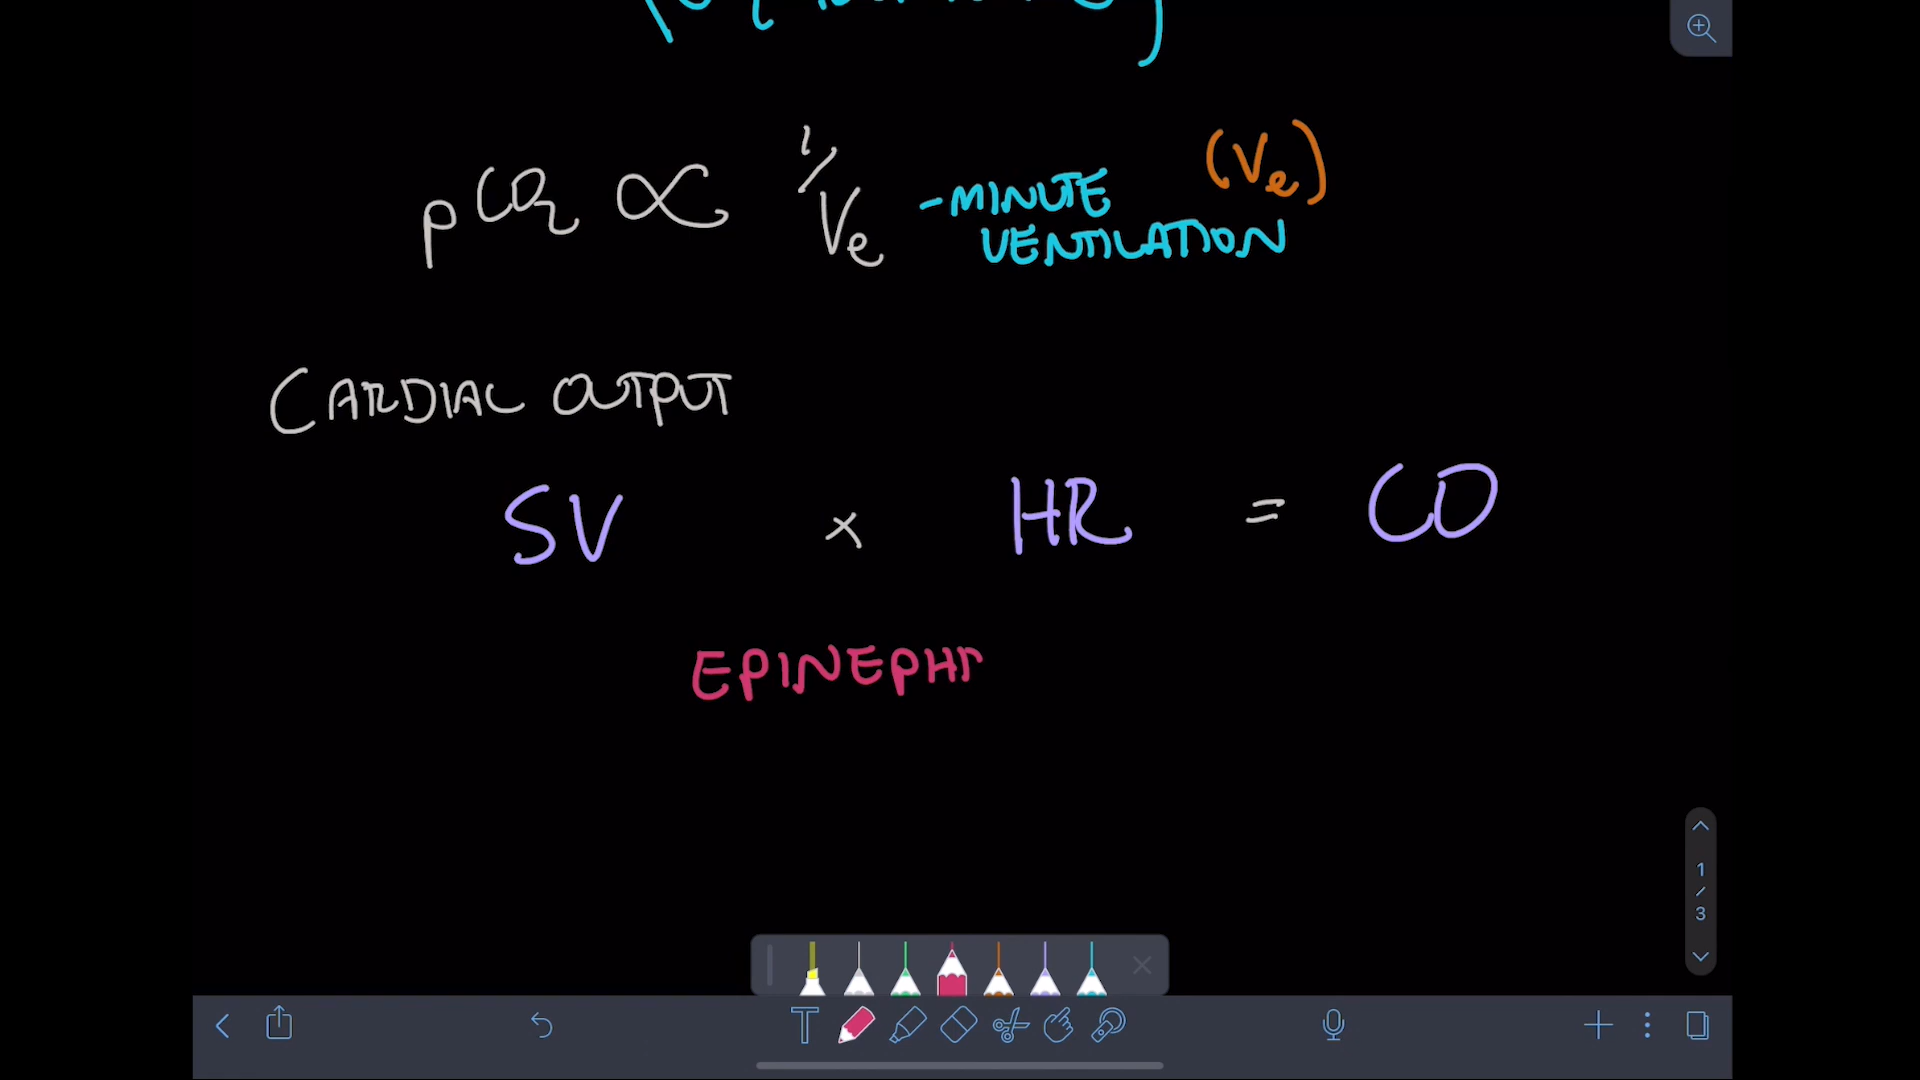 pCO2 ∝ 1/Ve - MINUTE VENTILATION (Ve)
CARDIAC OUTPUT
SV x HR = CO
EPINEPHr
1
/
3
T